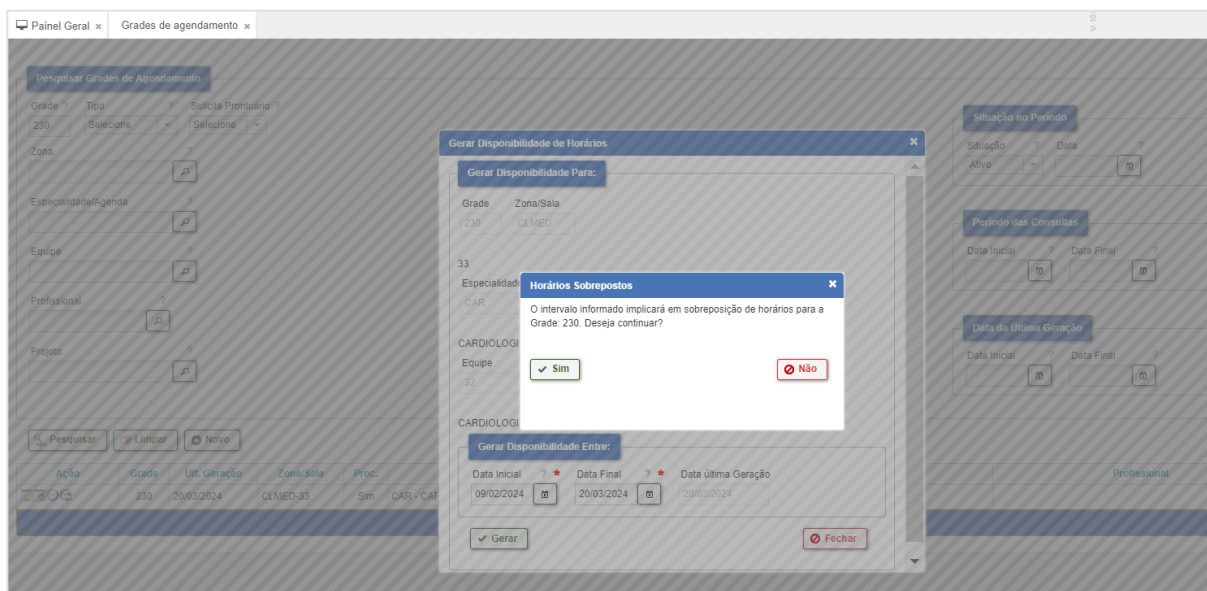 Painel Geral × Grades de agendamento ×
Pesquisar Grades de Agendamento
Grade ? Tipo ? Solicita Prontuário ?
230 Selecione Selecione
Zona ?
Especialidade/Agenda ?
Equipe ?
Profissional ?
Projeto ?
Pesquisar Limpar Novo
Ação Grade Ult. Geração Zona/Sala Proc. Profissional
230 20/03/2024 CLMED-33 Sim CAR - CAR
Gerar Disponibilidade de Horários
Gerar Disponibilidade Para:
Grade Zona/Sala
230 CLMED
33
Especialidade
CAR
CARDIOLOGI
Equipe
32
CARDIOLOGI
Horários Sobrepostos
O intervalo informado implicará em sobreposição de horários para a
Grade: 230. Deseja continuar?
Sim Não
Gerar Disponibilidade Entre:
Data Inicial ? * Data Final ? * Data última Geração
09/02/2024 20/03/2024 20/03/2024
Gerar Fechar
Situação no Período
Situação ? Data ?
Ativo
Período das Consultas
Data Inicial ? Data Final ?
Data da Última Geração
Data Inicial ? Data Final ?